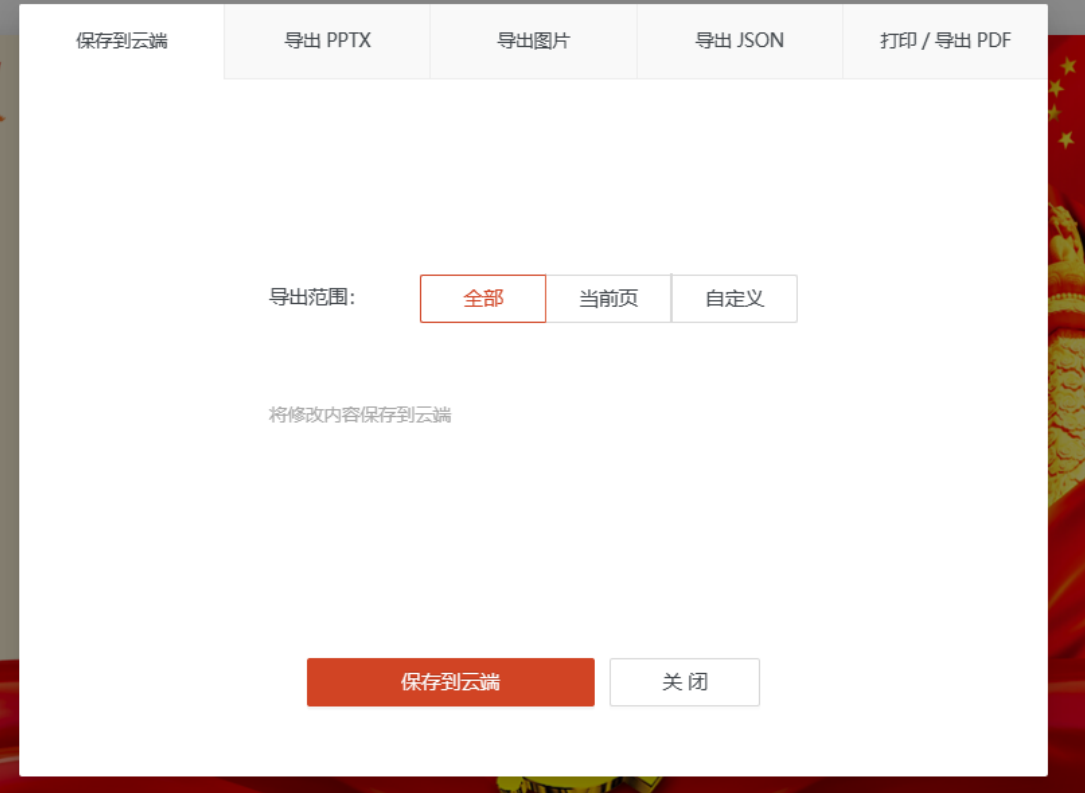 保存到云端
导出 PPTX
导出图片
导出 JSON
打印 / 导出 PDF
导出范围：
全部
当前页
自定义
将修改内容保存到云端
保存到云端
关 闭